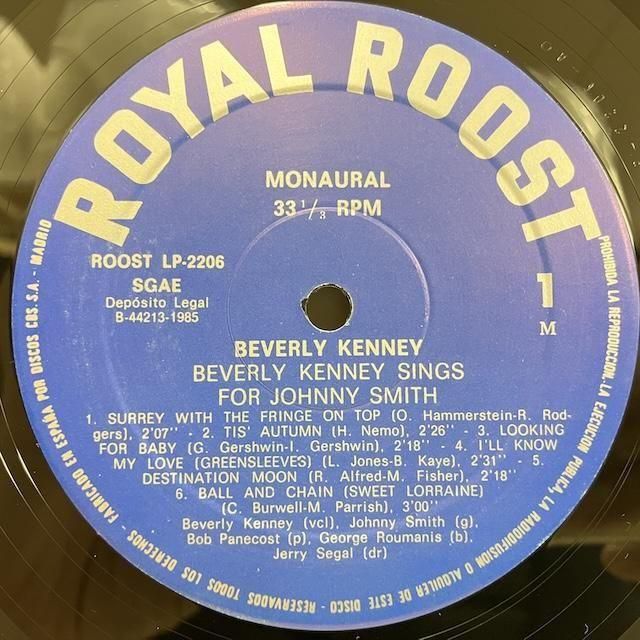 ROYAL ROOST
MONAURAL
33 1/3 RPM
ROOST LP-2206
SGAE
Depósito Legal
B-44213-1985
1
M
BEVERLY KENNEY
BEVERLY KENNEY SINGS
FOR JOHNNY SMITH
1. SURREY WITH THE FRINGE ON TOP (O. Hammerstein-R. Rod-
gers), 2'07'' - 2. TIS' AUTUMN (H. Nemo), 2'26'' - 3. LOOKING
FOR BABY (G. Gershwin-I. Gershwin), 2'18'' - 4. I'LL KNOW
MY LOVE (GREENSLEEVES) (L. Jones-B. Kaye), 2'31'' - 5.
DESTINATION MOON (R. Alfred-M. Fisher), 2'18''
6. BALL AND CHAIN (SWEET LORRAINE)
(C. Burwell-M. Parrish), 3'00''
Beverly Kenney (vcl), Johnny Smith (g),
Bob Panecost (p), George Roumanis (b),
Jerry Segal (dr)
PROHIBIDA LA REPRODUCCION, LA EJECUCION PUBLICA, LA RADIODIFUSION O ALQUILER DE ESTE DISCO - RESERVADOS TODOS LOS DERECHOS - FABRICADO EN ESPAÑA POR DISCOS CBS. S.A. - MADRID